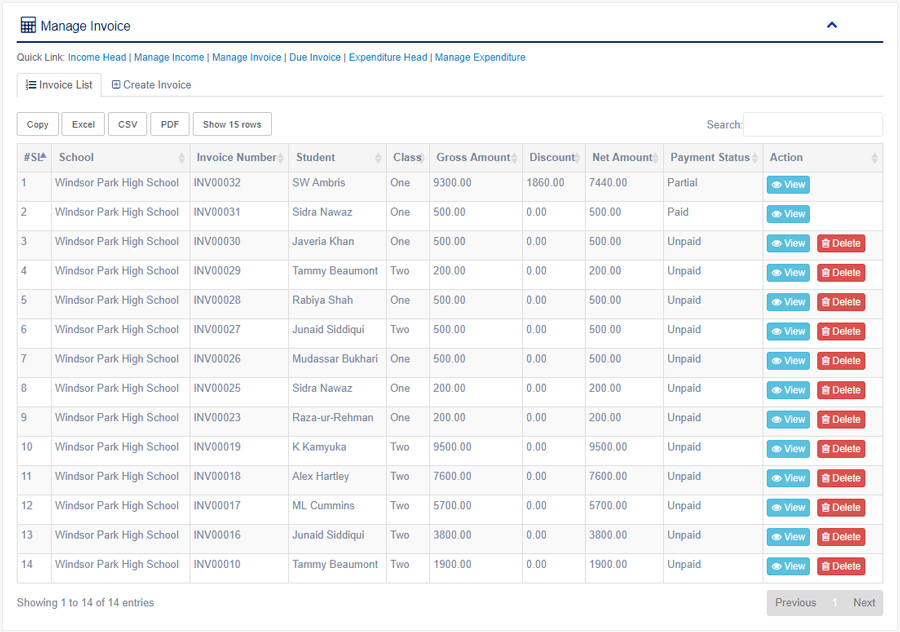 Manage Invoice
Quick Link: Income Head | Manage Income | Manage Invoice | Due Invoice | Expenditure Head | Manage Expenditure
Invoice List Create Invoice
Copy Excel CSV PDF Show 15 rows Search:
#SL School Invoice Number Student Class Gross Amount Discount Net Amount Payment Status Action
1 Windsor Park High School INV00032 SW Ambris One 9300.00 1860.00 7440.00 Partial View
2 Windsor Park High School INV00031 Sidra Nawaz One 500.00 0.00 500.00 Paid View
3 Windsor Park High School INV00030 Javeria Khan One 500.00 0.00 500.00 Unpaid View Delete
4 Windsor Park High School INV00029 Tammy Beaumont Two 200.00 0.00 200.00 Unpaid View Delete
5 Windsor Park High School INV00028 Rabiya Shah One 500.00 0.00 500.00 Unpaid View Delete
6 Windsor Park High School INV00027 Junaid Siddiqui Two 500.00 0.00 500.00 Unpaid View Delete
7 Windsor Park High School INV00026 Mudassar Bukhari One 500.00 0.00 500.00 Unpaid View Delete
8 Windsor Park High School INV00025 Sidra Nawaz One 200.00 0.00 200.00 Unpaid View Delete
9 Windsor Park High School INV00023 Raza-ur-Rehman One 200.00 0.00 200.00 Unpaid View Delete
10 Windsor Park High School INV00019 K Kamyuka Two 9500.00 0.00 9500.00 Unpaid View Delete
11 Windsor Park High School INV00018 Alex Hartley Two 7600.00 0.00 7600.00 Unpaid View Delete
12 Windsor Park High School INV00017 ML Cummins Two 5700.00 0.00 5700.00 Unpaid View Delete
13 Windsor Park High School INV00016 Junaid Siddiqui Two 3800.00 0.00 3800.00 Unpaid View Delete
14 Windsor Park High School INV00010 Tammy Beaumont Two 1900.00 0.00 1900.00 Unpaid View Delete
Showing 1 to 14 of 14 entries Previous 1 Next